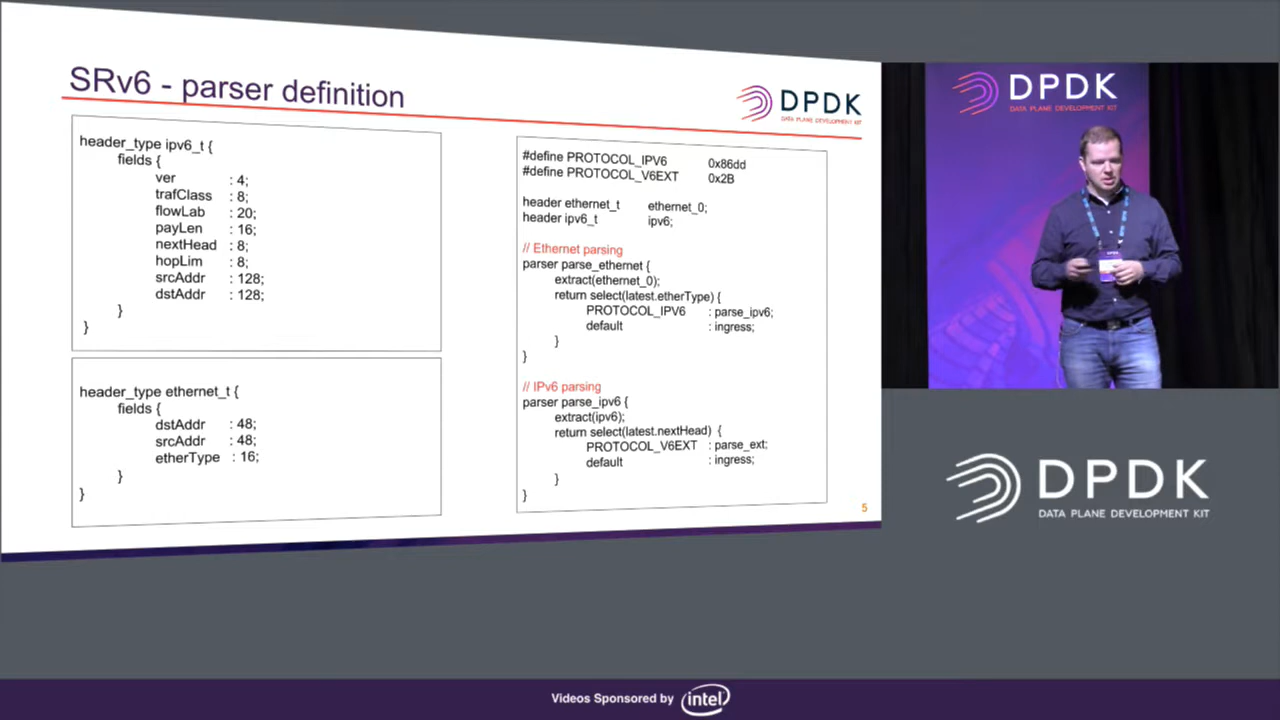 SRv6 - parser definition
DPDK
DATA PLANE DEVELOPMENT KIT
header_type ipv6_t {
fields {
ver : 4;
trafClass : 8;
flowLab : 20;
payLen : 16;
nextHead : 8;
hopLim : 8;
srcAddr : 128;
dstAddr : 128;
}
}
header_type ethernet_t {
fields {
dstAddr : 48;
srcAddr : 48;
etherType : 16;
}
}
#define PROTOCOL_IPV6 0x86dd
#define PROTOCOL_V6EXT 0x2B
header ethernet_t ethernet_0;
header ipv6_t ipv6;
// Ethernet parsing
parser parse_ethernet {
extract(ethernet_0);
return select(latest.etherType) {
PROTOCOL_IPV6 : parse_ipv6;
default : ingress;
}
}
// IPv6 parsing
parser parse_ipv6 {
extract(ipv6);
return select(latest.nextHead) {
PROTOCOL_V6EXT : parse_ext;
default : ingress;
}
}
5
DPDK
DATA PLANE DEVELOPMENT KIT
DPDK
DATA PLANE DEVELOPMENT KIT
Videos Sponsored by intel